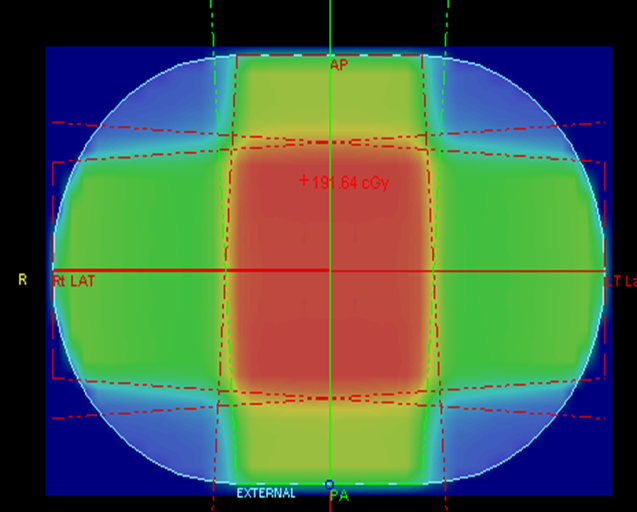 AP
+191.64 cGy
R
Rt LAT
LT La
EXTERNAL
PA